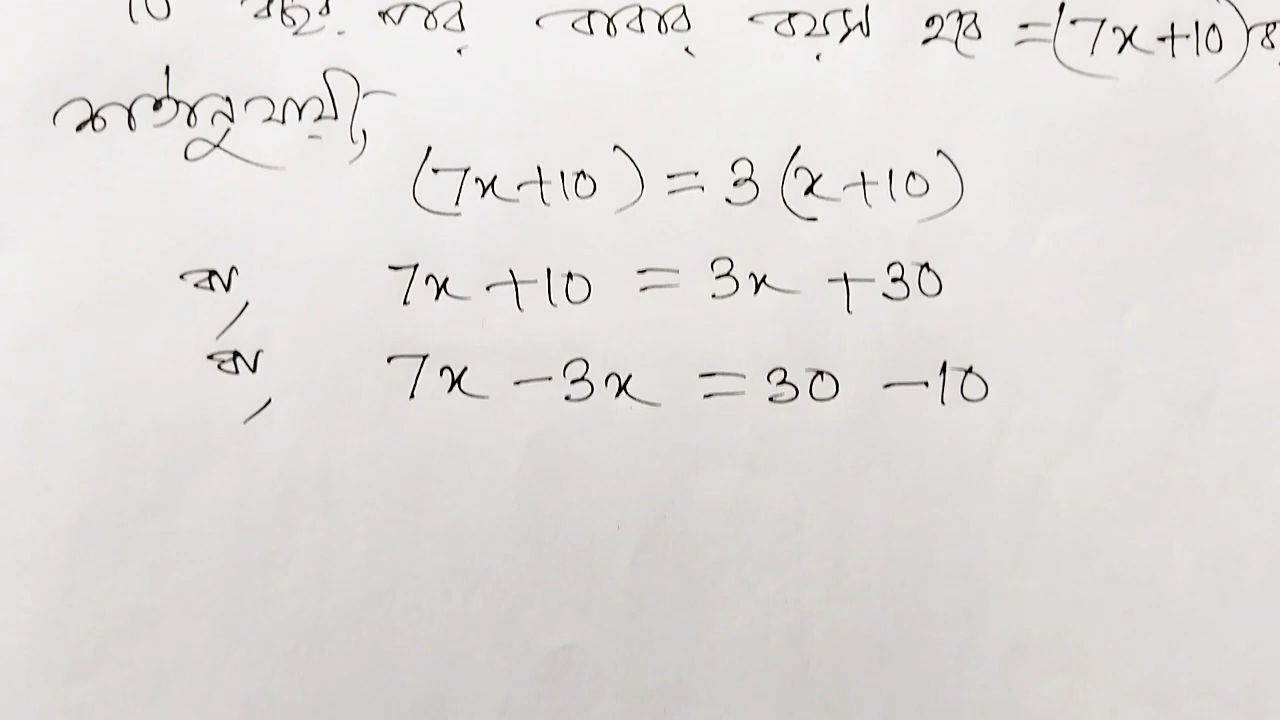 10 বছর পর বাবার বয়স হবে =(7x+10)ব
শর্তানুযায়ী,
(7x+10) = 3(x+10)
বা, 7x+10 = 3x+30
বা, 7x-3x = 30-10